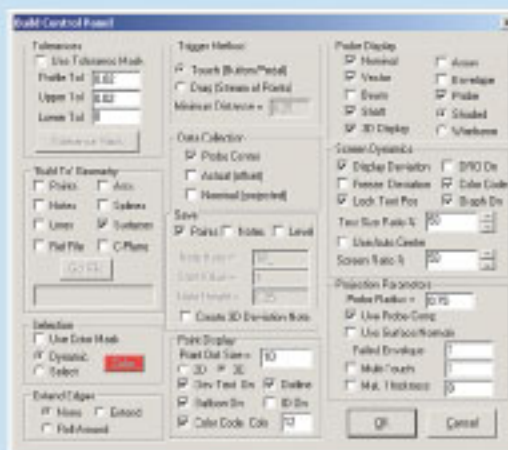 Build Control Panel
Tolerances
Use Tolerance Mask
Profile Tol 0.02
Upper Tol 0.02
Lower Tol 0
'Build To' Geometry
Points
Arcs
Notes
Splines
Lines
Surfaces
Ref File
C-Plane
Selection
Use Color Mask
Dynamic
Select
Color
Extend Edges
None
Extend
Roll-Around
Trigger Method
Touch (Button/Pedal)
Drag (Stream of Points)
Minimum Distance =
Data Collection
Probe Center
Actual (offset)
Nominal (projected)
Save
Points
Notes
Level
Create 3D Deviation Note
Point Display
Point Dot Size = 10
2D
3D
Dev Text On
Outline
Balloon On
ID On
Color Code Cols 12
Probe Display
Nominal
Vector
Beam
Shaft
3D Display
Envelope
Probe
Shaded
Wireframe
Screen Dynamics
Display Deviation
DRO On
Freeze Deviation
Color Code
Lock Text Pos
Graph On
Text Size Ratio % 50
Use Auto Center
Screen Ratio % 50
Projection Parameters
Probe Radius = 0.75
Use Probe Comp
Use Surface Normals
Failed Envelope 1
Multi Touch 1
Mat. Thickness 0
OK
Cancel